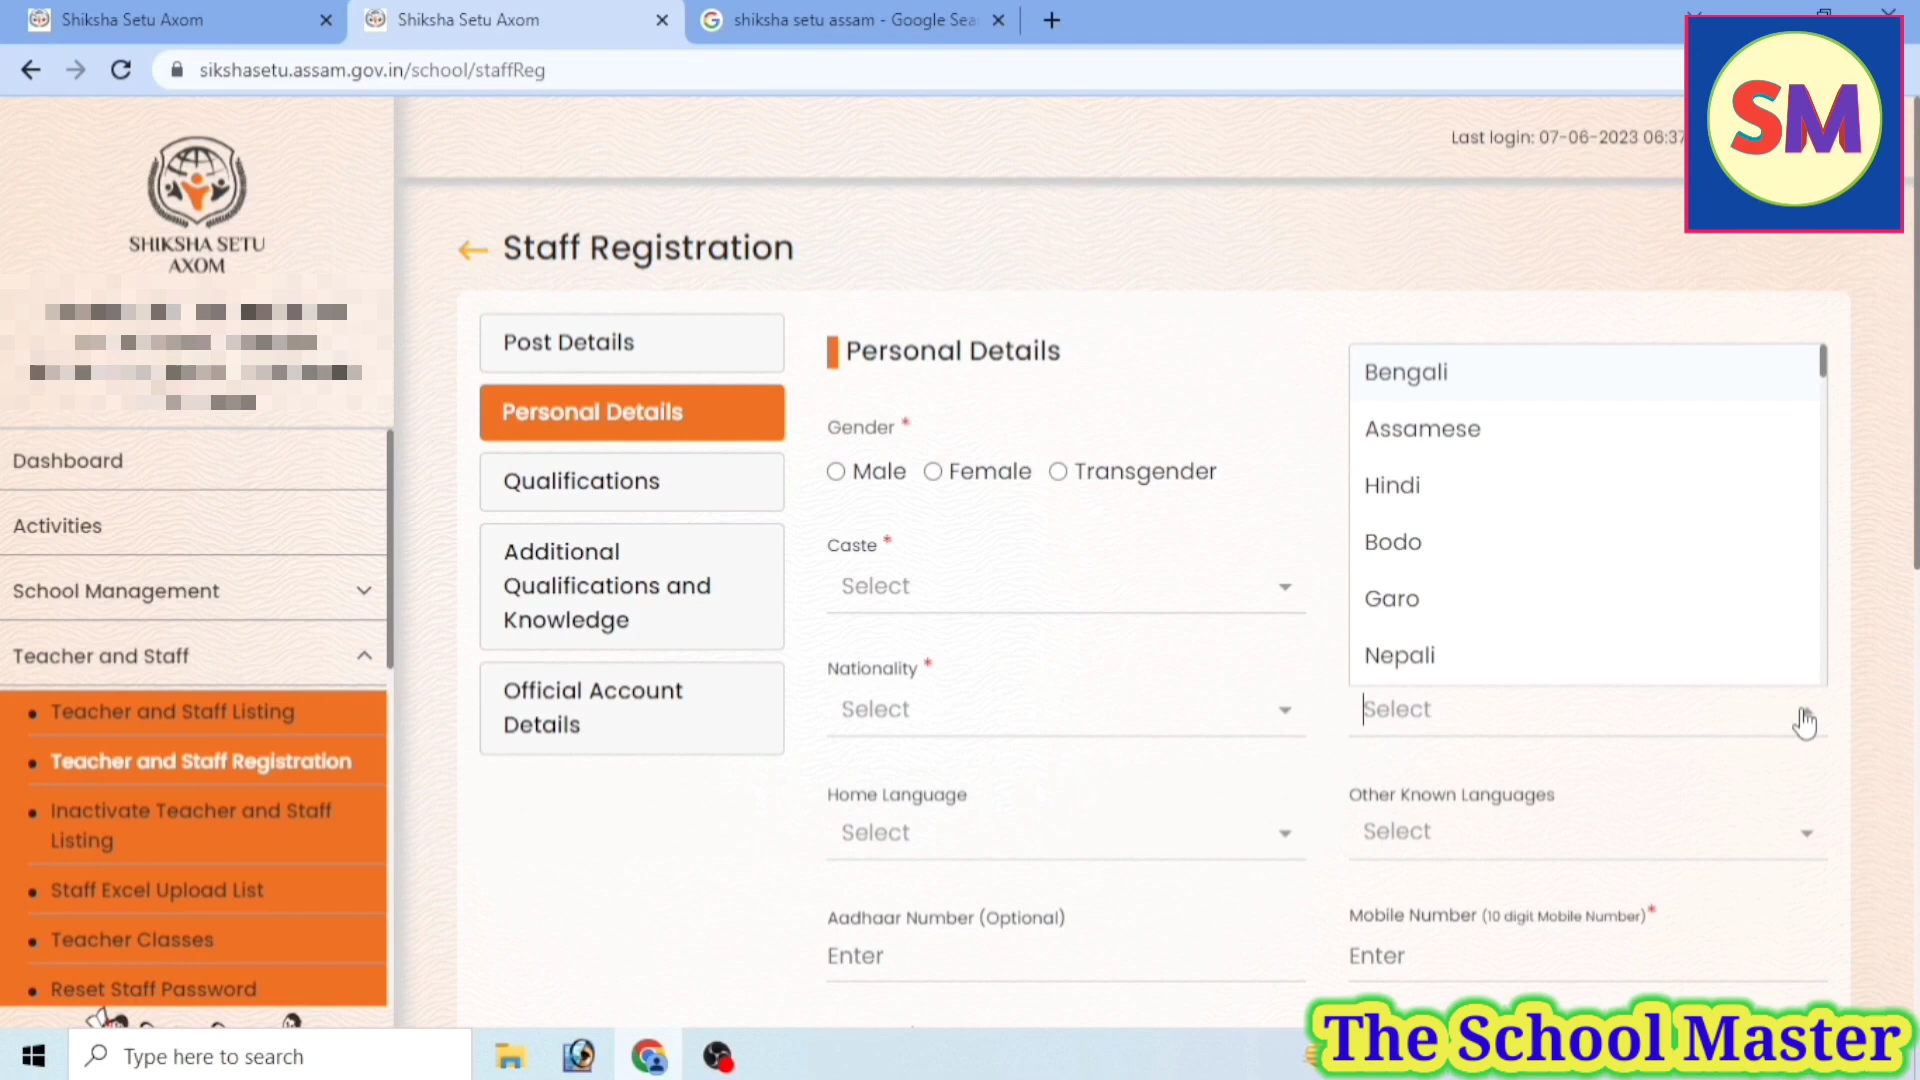 Shiksha Setu Axom
Shiksha Setu Axom
shiksha setu assam - Google Sea
sikshasetu.assam.gov.in/school/staffReg
SM
Last login: 07-06-2023 06:37
SHIKSHA SETU
AXOM
Dashboard
Activities
School Management
Teacher and Staff
Teacher and Staff Listing
Teacher and Staff Registration
Inactivate Teacher and Staff
Listing
Staff Excel Upload List
Teacher Classes
Reset Staff Password
Staff Registration
Post Details
Personal Details
Qualifications
Additional
Qualifications and
Knowledge
Official Account
Details
Personal Details
Gender *
Male Female Transgender
Caste *
Select
Nationality *
Select
Home Language
Select
Aadhaar Number (Optional)
Enter
Bengali
Assamese
Hindi
Bodo
Garo
Nepali
Select
Other Known Languages
Select
Mobile Number (10 digit Mobile Number)*
Enter
Type here to search
The School Master